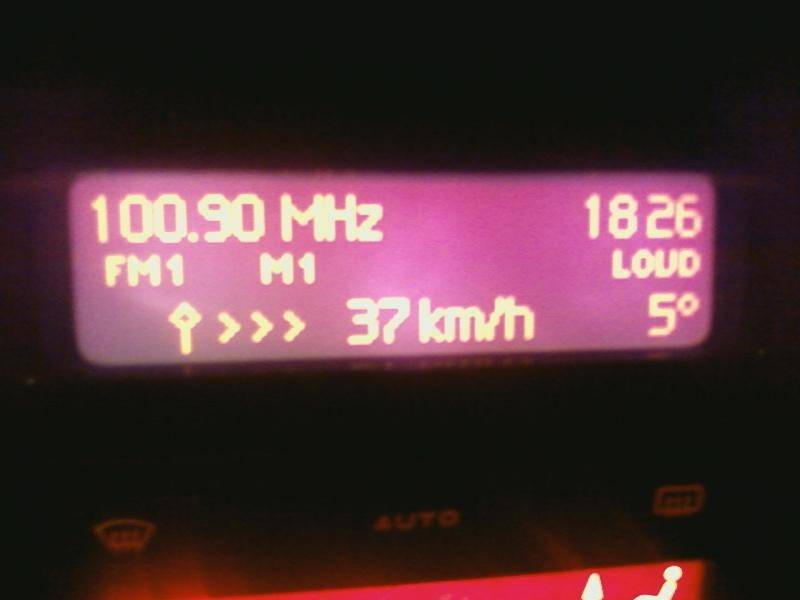 100.90 MHz 18 26
FM1 M1 LOUD
>>> 37 km/h 5°
AUTO